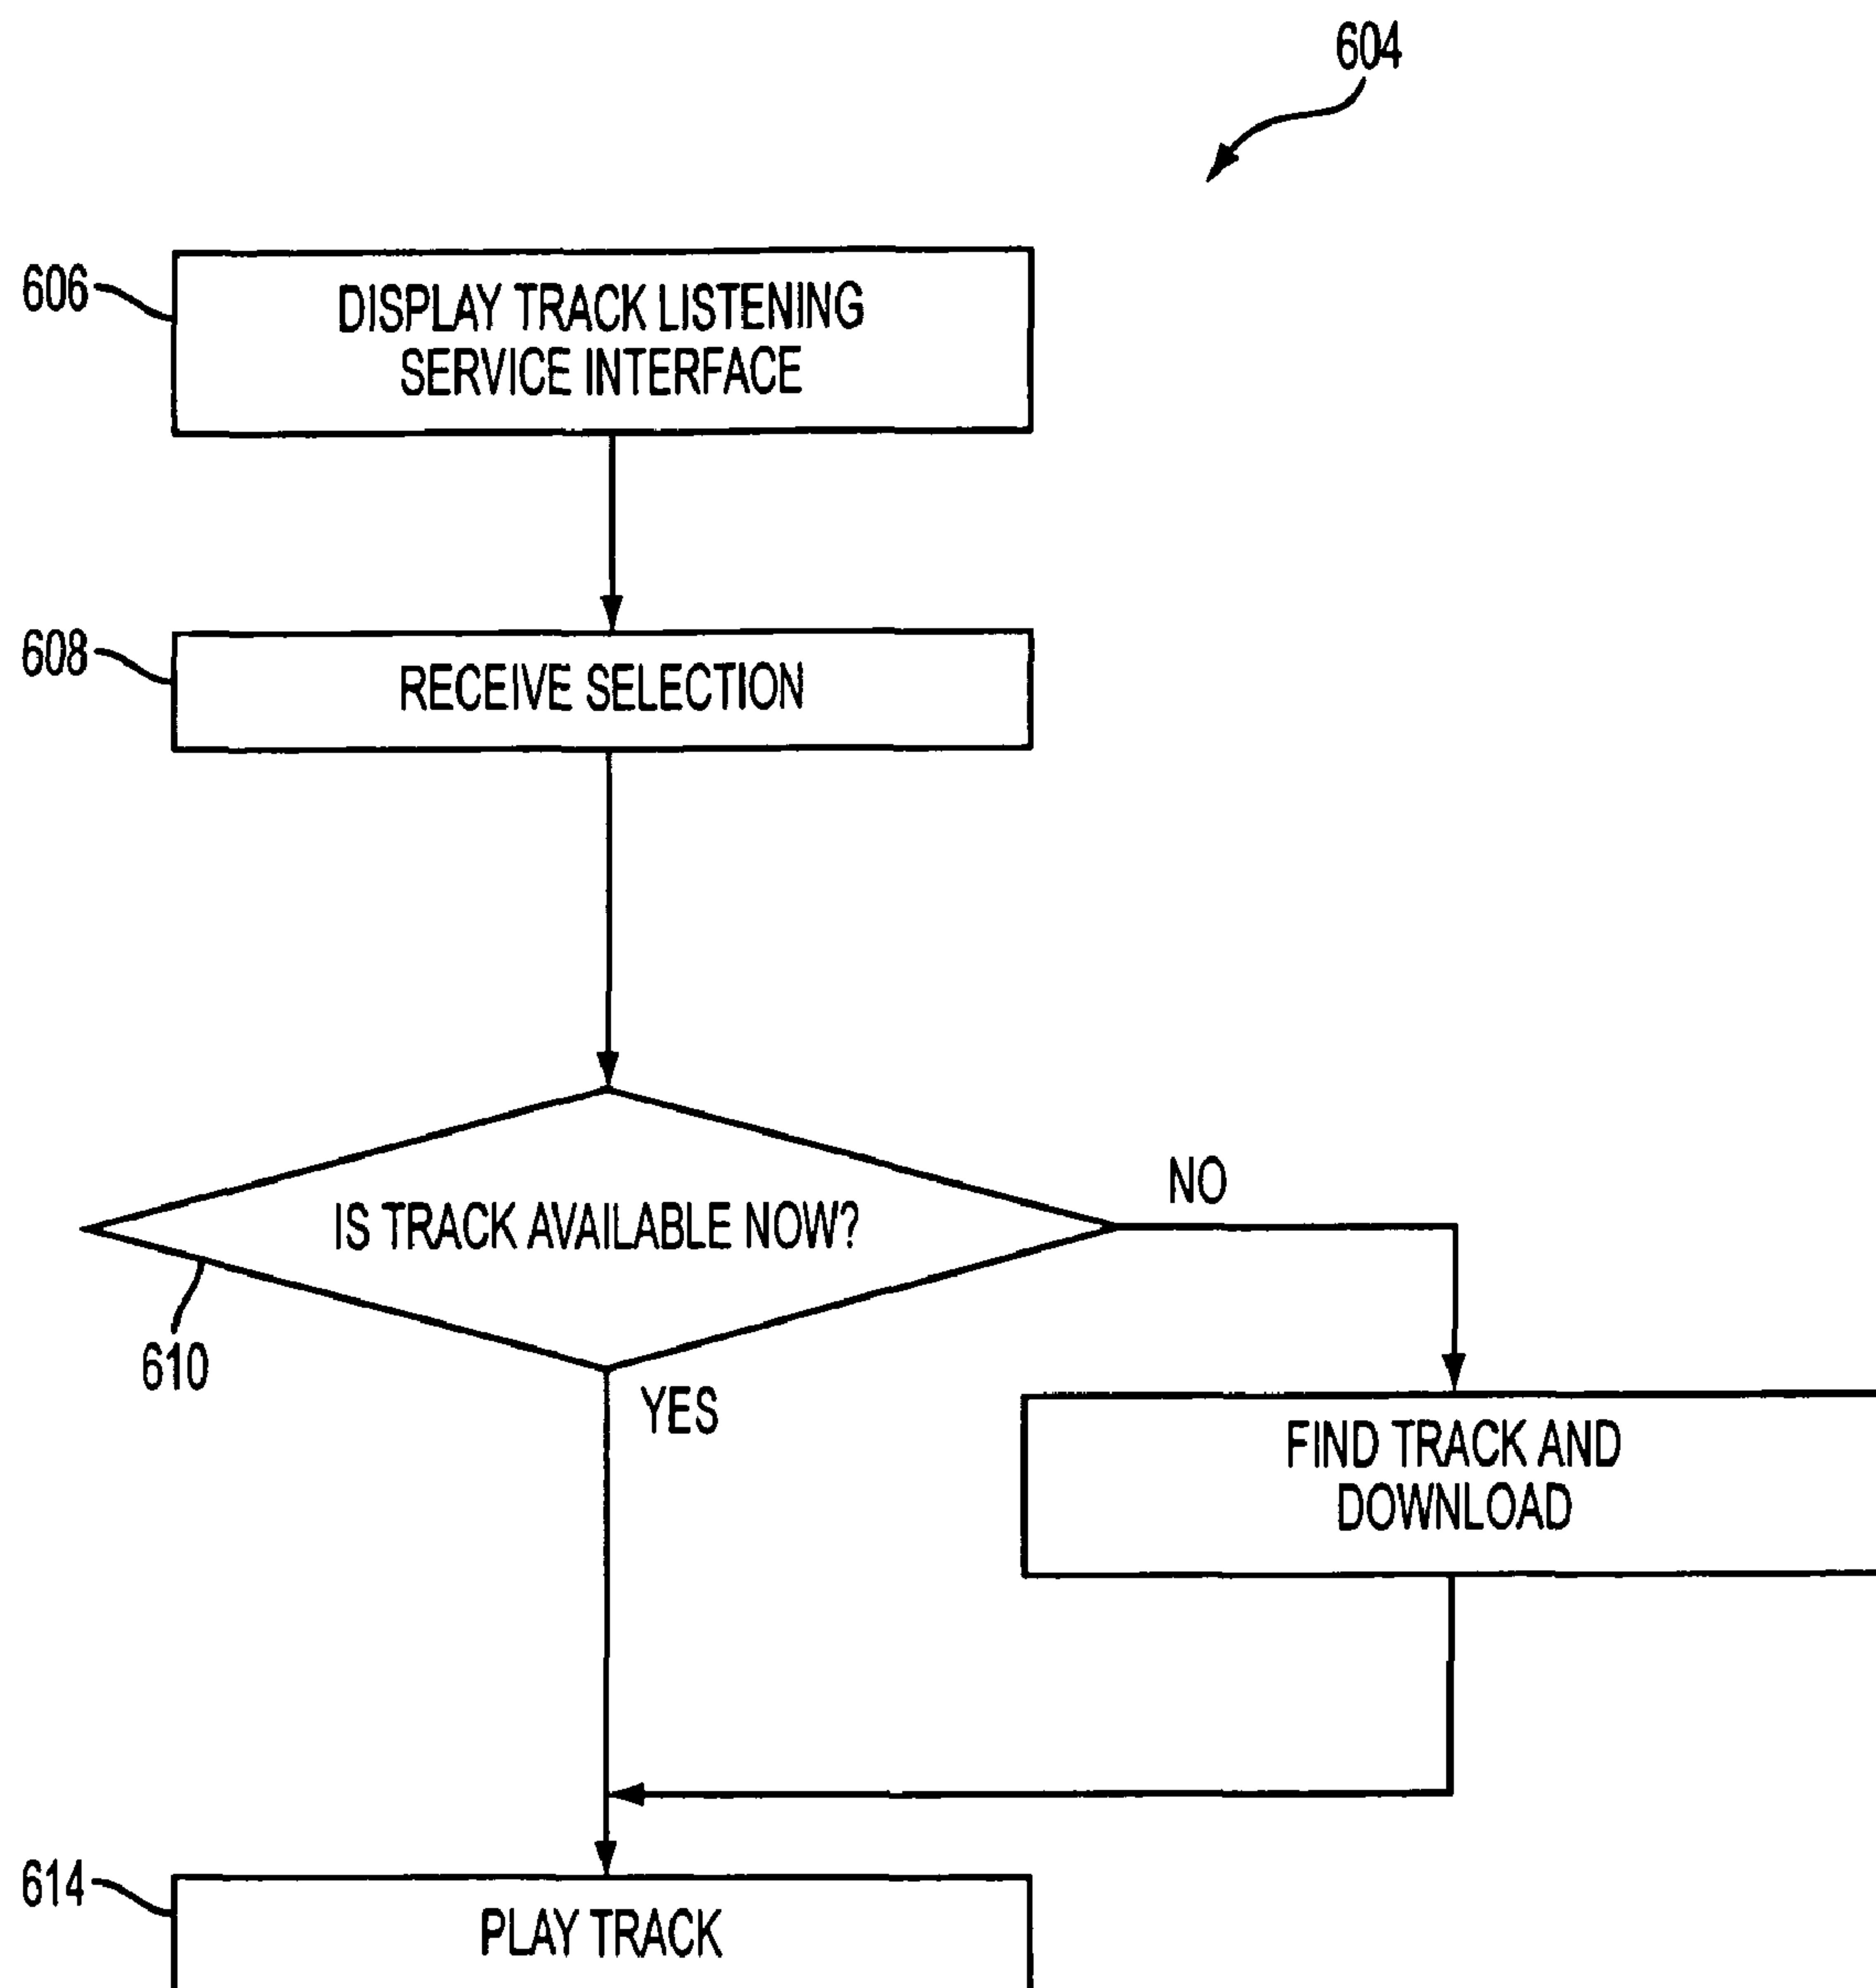 604
606
DISPLAY TRACK LISTENING
SERVICE INTERFACE
608
RECEIVE SELECTION
IS TRACK AVAILABLE NOW?
NO
610
YES
FIND TRACK AND
DOWNLOAD
614
PLAY TRACK